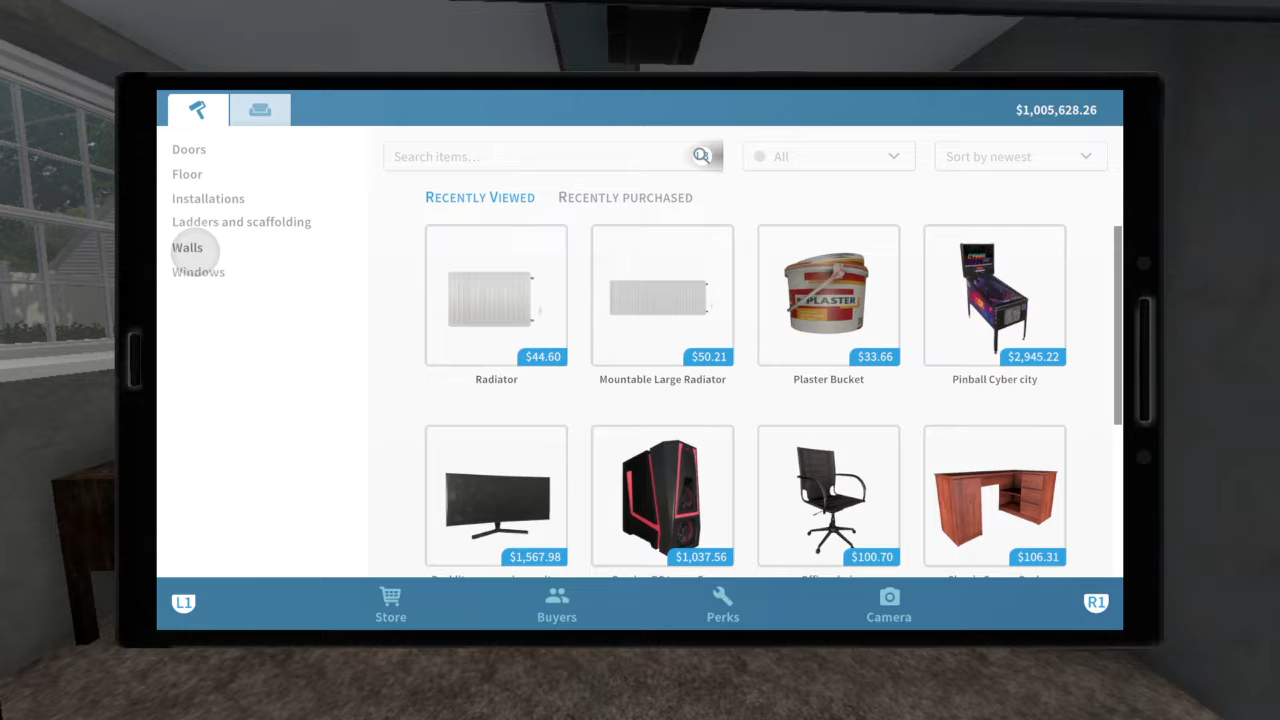 $1,005,628.26
Doors
Floor
Installations
Ladders and scaffolding
Walls
Windows
Search items...
All
Sort by newest
Recently Viewed
Recently purchased
PLASTER
$44.60
$50.21
$33.66
$2,945.22
Radiator
Mountable Large Radiator
Plaster Bucket
Pinball Cyber city
$1,567.98
$1,037.56
$100.70
$106.31
L1
Store
Buyers
Perks
Camera
R1